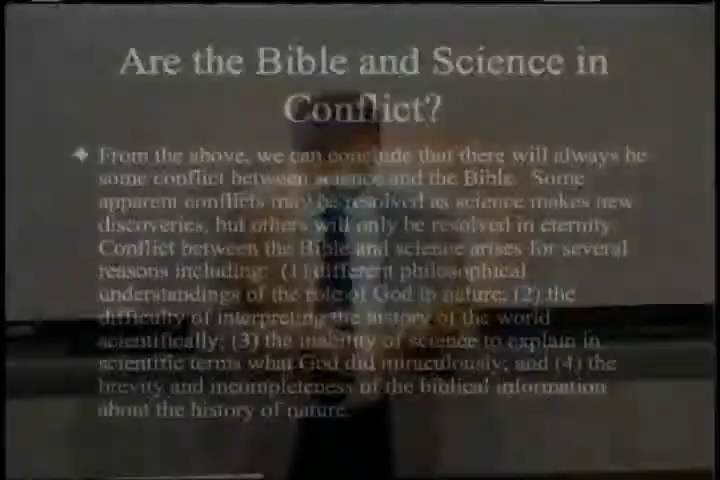 Are the Bible and Science in
Conflict?
From the above, we can conclude that there will always be
some conflict between science and the Bible. Some
apparent conflicts may be resolved as science makes new
discoveries, but others will only be resolved in eternity.
Conflict between the Bible and science arises for several
reasons including: (1) different philosophical
understandings of the role of God in nature; (2) the
difficulty of interpreting the history of the world
scientifically; (3) the inability of science to explain in
scientific terms what God did miraculously; and (4) the
brevity and incompleteness of the biblical information
about the history of nature.